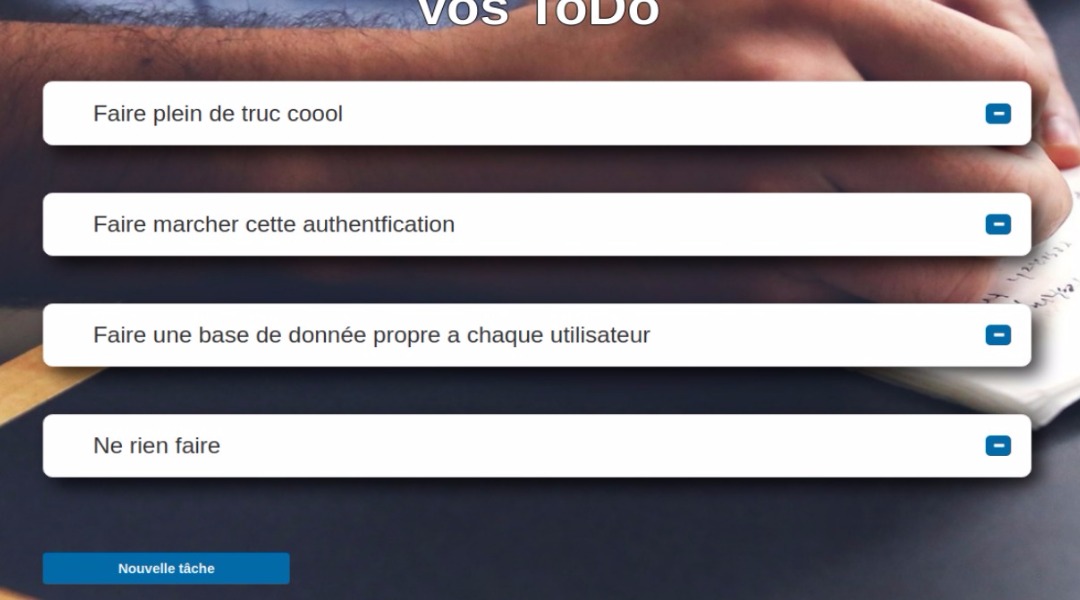 Vos ToDo
Faire plein de truc coool
Faire marcher cette authentfication
Faire une base de donnée propre a chaque utilisateur
Ne rien faire
Nouvelle tâche